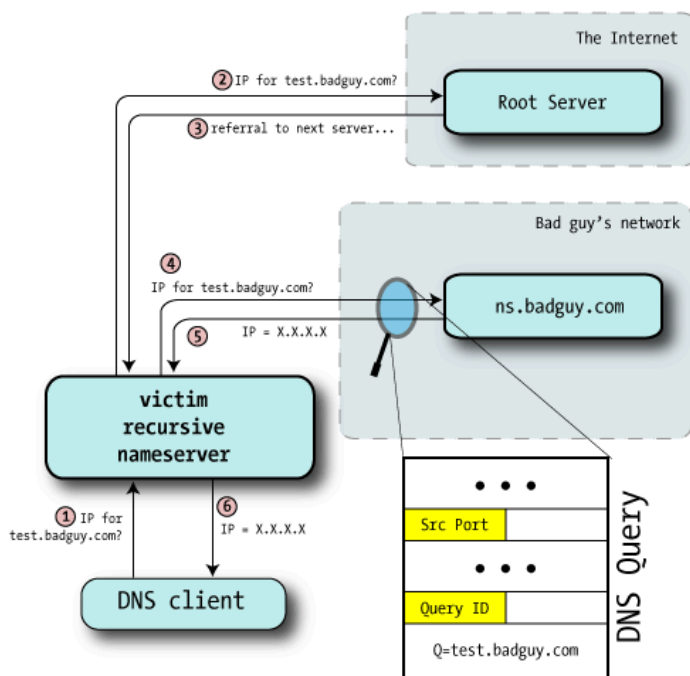 The Internet
2 IP for test.badguy.com?
Root Server
3 referral to next server...
Bad guy's network
4
IP for test.badguy.com?
ns.badguy.com
5 IP = X.X.X.X
victim
recursive
nameserver
1 IP for
test.badguy.com?
6
IP = X.X.X.X
DNS client
• • •
Src Port
• • •
Query ID
Q=test.badguy.com
DNS Query